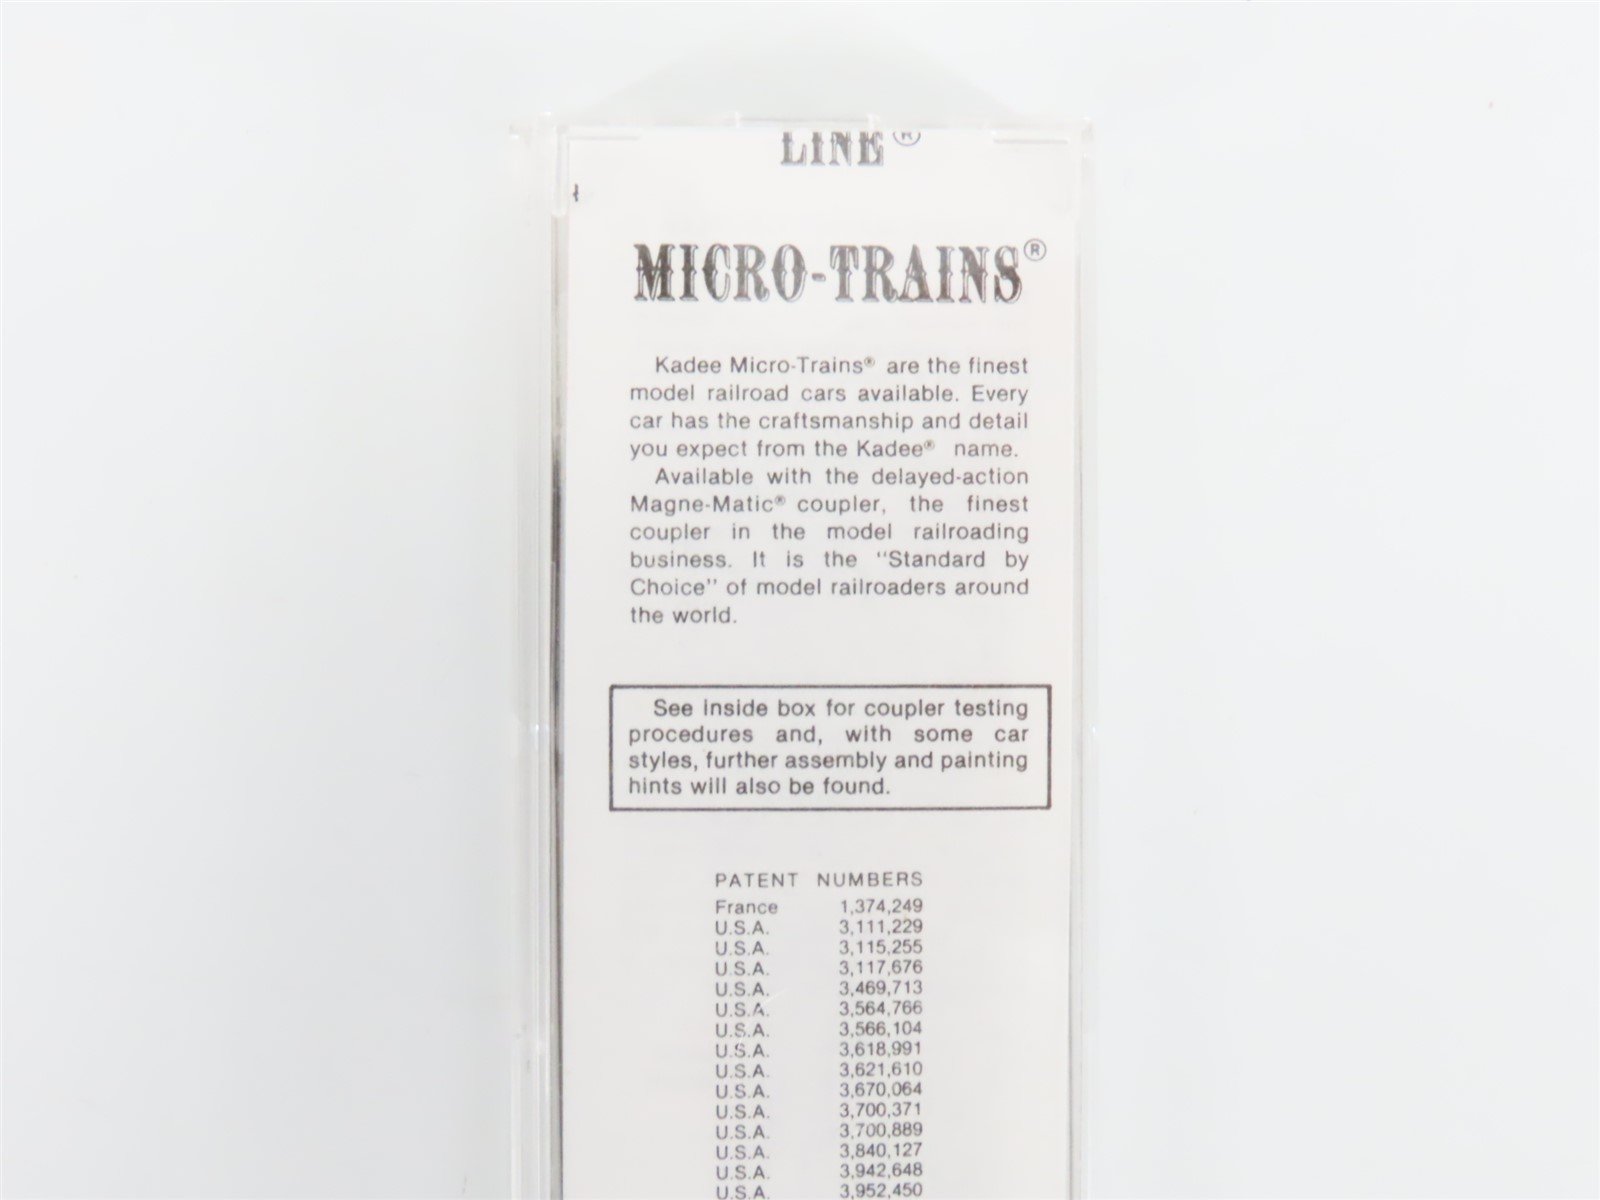 LINE®
MICRO-TRAINS®
Kadee Micro-Trains® are the finest
model railroad cars available. Every
car has the craftsmanship and detail
you expect from the Kadee® name.
Available with the delayed-action
Magne-Matic® coupler, the finest
coupler in the model railroading
business. It is the "Standard by
Choice" of model railroaders around
the world.
See inside box for coupler testing
procedures and, with some car
styles, further assembly and painting
hints will also be found.
PATENT NUMBERS
France 1,374,249
U.S.A. 3,111,229
U.S.A. 3,115,255
U.S.A. 3,117,676
U.S.A. 3,469,713
U.S.A. 3,564,766
U.S.A. 3,566,104
U.S.A. 3,618,991
U.S.A. 3,621,610
U.S.A. 3,670,064
U.S.A. 3,700,371
U.S.A. 3,700,889
U.S.A. 3,840,127
U.S.A. 3,942,648
U.S.A. 3,952,450